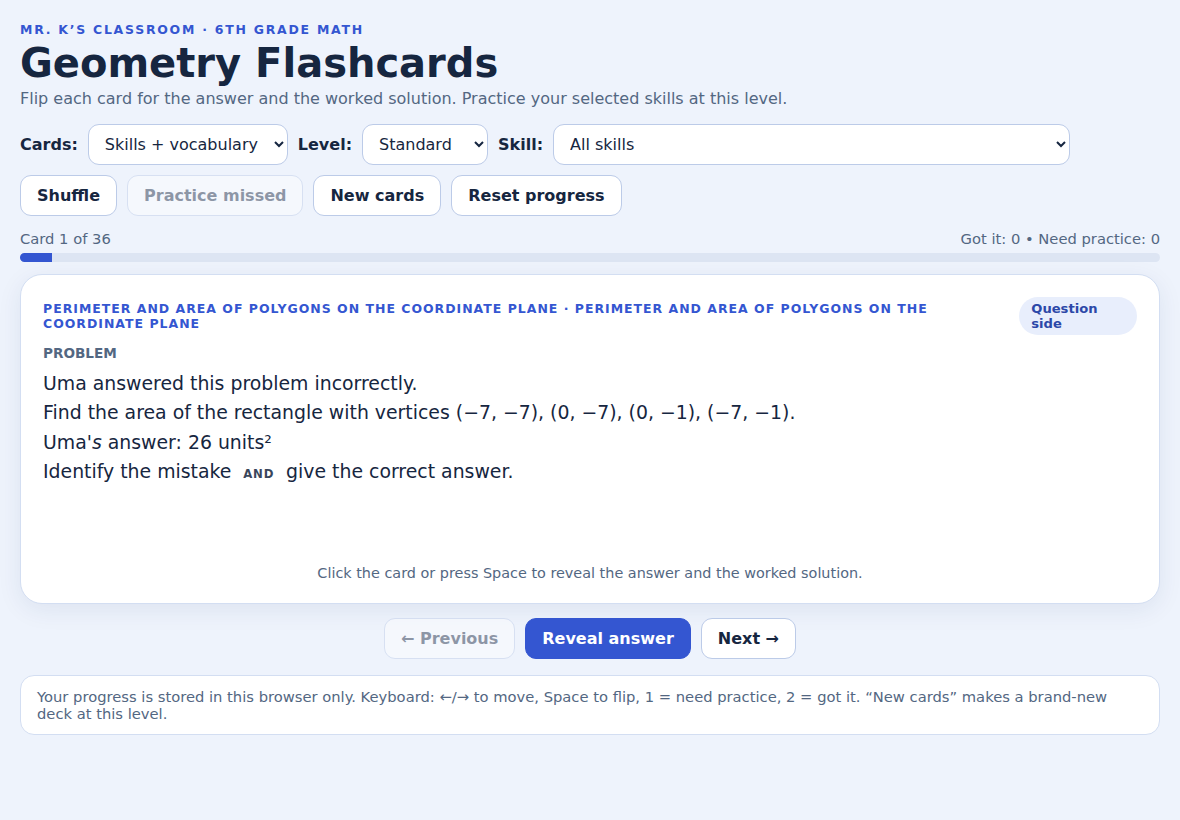 MR. K’S CLASSROOM · 6TH GRADE MATH
Geometry Flashcards
Flip each card for the answer and the worked solution. Practice your selected skills at this level.
Cards: Skills + vocabulary Level: Standard Skill: All skills
Shuffle Practice missed New cards Reset progress
Card 1 of 36 Got it: 0 • Need practice: 0
PERIMETER AND AREA OF POLYGONS ON THE COORDINATE PLANE · PERIMETER AND AREA OF POLYGONS ON THE
COORDINATE PLANE
Question
side
PROBLEM
Uma answered this problem incorrectly.
Find the area of the rectangle with vertices (−7, −7), (0, −7), (0, −1), (−7, −1).
Uma's answer: 26 units²
Identify the mistake AND give the correct answer.
Click the card or press Space to reveal the answer and the worked solution.
← Previous Reveal answer Next →
Your progress is stored in this browser only. Keyboard: ←/→ to move, Space to flip, 1 = need practice, 2 = got it. “New cards” makes a brand-new
deck at this level.